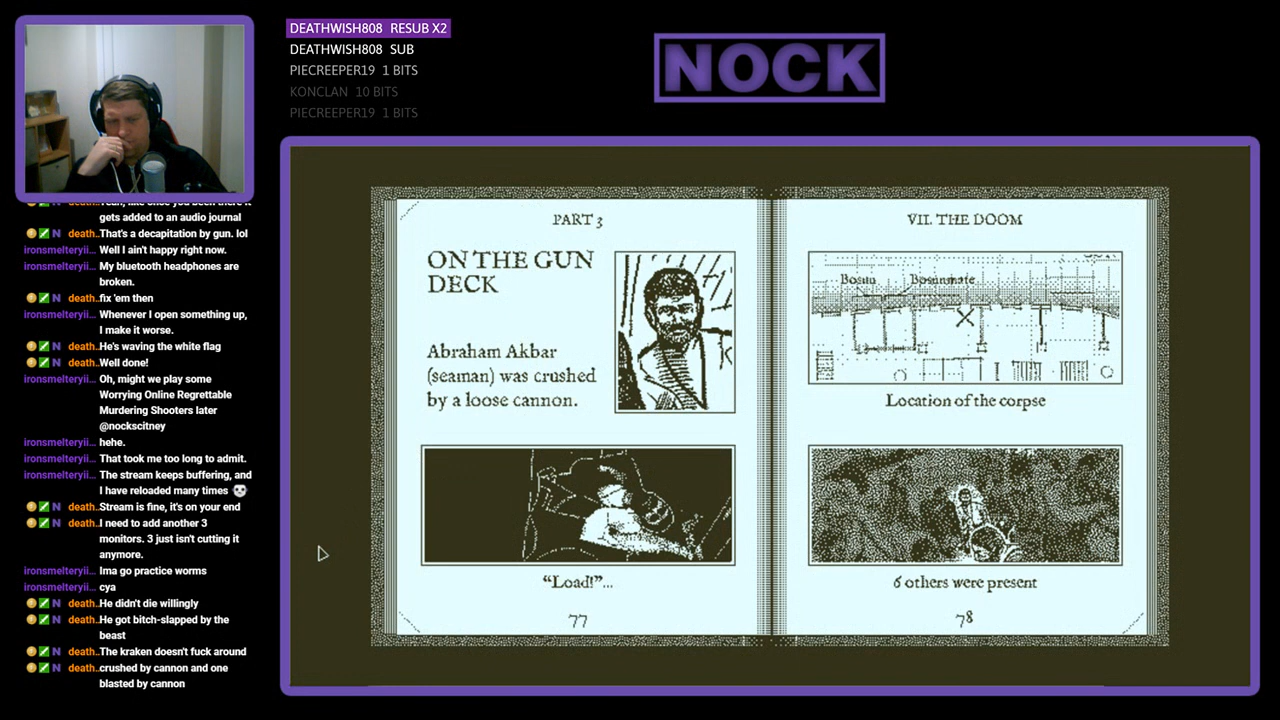 DEATHWISH808 RESUB X2
DEATHWISH808 SUB
PIECREEPER19 1 BITS
KONCLAN 10 BITS
PIECREEPER19 1 BITS
NOCK
death.. Yeah, like once you been there it
gets added to an audio journal
death.. That's a decapitation by gun. lol
ironsmelteryii... Well I ain't happy right now.
ironsmelteryii... My bluetooth headphones are
broken.
death.. fix 'em then
ironsmelteryii... Whenever I open something up,
I make it worse.
death.. He's waving the white flag
death.. Well done!
ironsmelteryii... Oh, might we play some
Worrying Online Regrettable
Murdering Shooters later
@nockscitney
ironsmelteryii... hehe.
ironsmelteryii... That took me too long to admit.
ironsmelteryii... The stream keeps buffering, and
I have reloaded many times
death.. Stream is fine, it's on your end
death.. I need to add another 3
monitors. 3 just isn't cutting it
anymore.
ironsmelteryii... Ima go practice worms
ironsmelteryii... cya
death.. He didn't die willingly
death.. He got bitch-slapped by the
beast
death.. The kraken doesn't fuck around
death.. crushed by cannon and one
blasted by cannon
PART 3
ON THE GUN
DECK
Abraham Akbar
(seaman) was crushed
by a loose cannon.
"Load!"...
77
VII. THE DOOM
Bosun Bosunmate
Location of the corpse
6 others were present
78